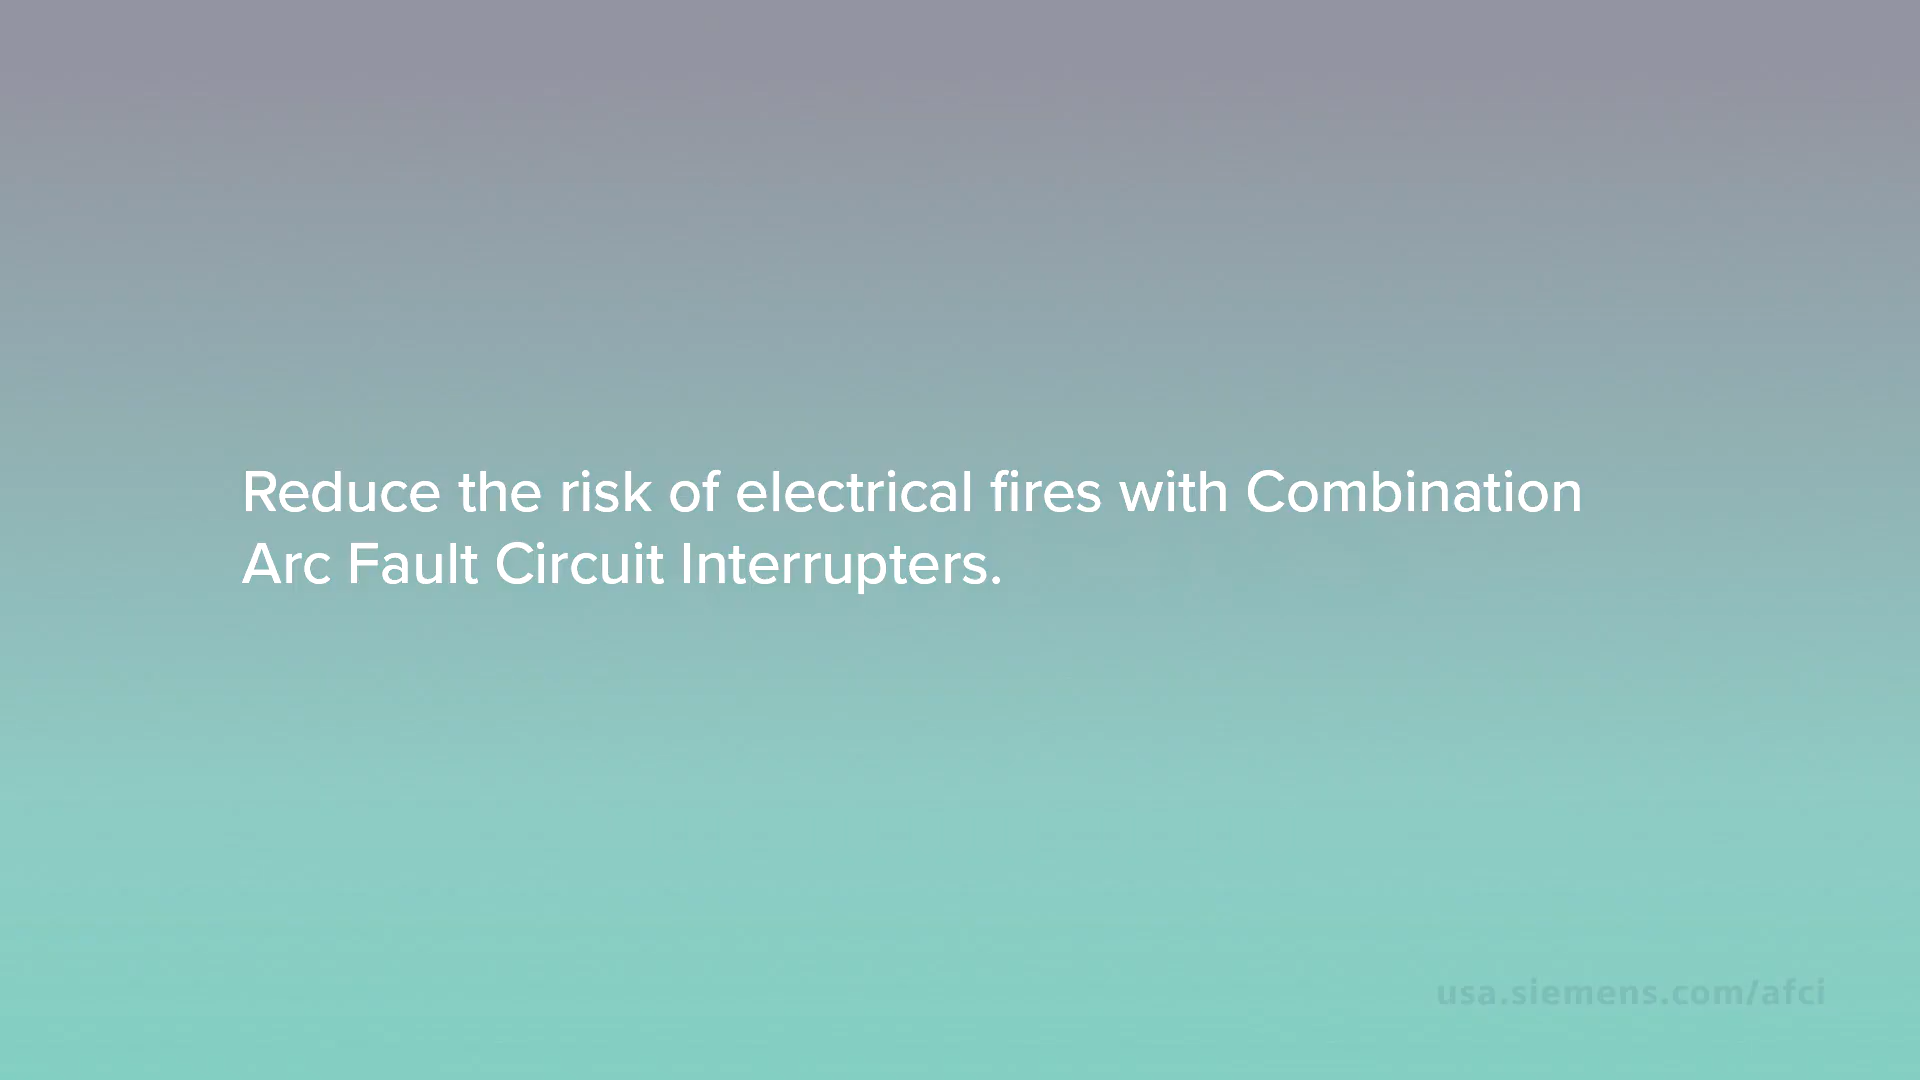 Reduce the risk of electrical fires with Combination
Arc Fault Circuit Interrupters.
usa.siemens.com/afci